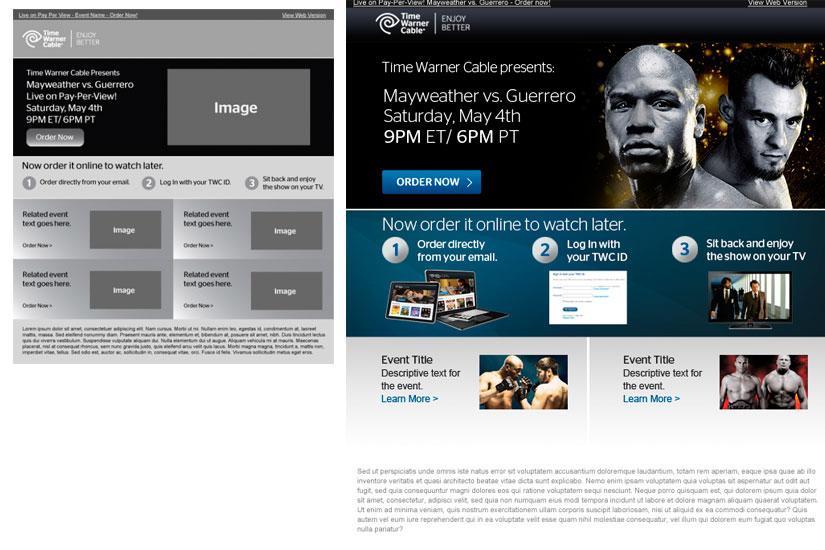 Live on Pay Per View - Event Name - Order Now!
View Web Version
Time
Warner
Cable
ENJOY
BETTER
Time Warner Cable Presents
Mayweather vs. Guerrero
Live on Pay-Per-View!
Saturday, May 4th
9PM ET/ 6PM PT
Order Now
Image
Now order it online to watch later.
1 Order directly from your email.
2 Log In with your TWC ID.
3 Sit back and enjoy
the show on your TV.
Related event
text goes here.
Order Now >
Image
Related event
text goes here.
Order Now >
Image
Related event
text goes here.
Order Now >
Image
Related event
text goes here.
Order Now >
Image
Lorem ipsum dolor sit amet, consectetuer adipiscing elit. Nam cursus. Morbi ut mi. Nullam enim leo, egestas id, condimentum at, laoreet
mattis, massa. Sed eleifend nonummy diam. Praesent mauris ante, elementum et, bibendum at, posuere sit amet, nibh. Duis tincidunt lectus
quis dui viverra vestibulum. Suspendisse vulputate aliquam dui. Nulla elementum dui ut augue. Aliquam vehicula mi at mauris. Maecenas
placerat, nisl at consequat rhoncus, sem nunc gravida justo, quis eleifend arcu velit quis lacus. Morbi magna magna, tincidunt a, mattis non,
imperdiet vitae, tellus. Sed odio est, auctor ac, sollicitudin in, consequat vitae, orci. Fusce id felis. Vivamus sollicitudin metus eget eros.
Live on Pay-Per-View! Mayweather vs. Guerrero - Order now!
View Web Version
Time
Warner
Cable
ENJOY
BETTER
Time Warner Cable presents:
Mayweather vs. Guerrero
Saturday, May 4th
9PM ET/ 6PM PT
ORDER NOW >
Now order it online to watch later.
1 Order directly
from your email.
2 Log In with
your TWC ID
3 Sit back and enjoy
the show on your TV
Event Title
Descriptive text for
the event.
Learn More >
Event Title
Descriptive text for
the event.
Learn More >
Sed ut perspiciatis unde omnis iste natus error sit voluptatem accusantium doloremque laudantium, totam rem aperiam, eaque ipsa quae ab illo
inventore veritatis et quasi architecto beatae vitae dicta sunt explicabo. Nemo enim ipsam voluptatem quia voluptas sit aspernatur aut odit aut
fugit, sed quia consequuntur magni dolores eos qui ratione voluptatem sequi nesciunt. Neque porro quisquam est, qui dolorem ipsum quia dolor
sit amet, consectetur, adipisci velit, sed quia non numquam eius modi tempora incidunt ut labore et dolore magnam aliquam quaerat voluptatem.
Ut enim ad minima veniam, quis nostrum exercitationem ullam corporis suscipit laboriosam, nisi ut aliquid ex ea commodi consequatur? Quis
autem vel eum iure reprehenderit qui in ea voluptate velit esse quam nihil molestiae consequatur, vel illum qui dolorem eum fugiat quo voluptas
nulla pariatur?